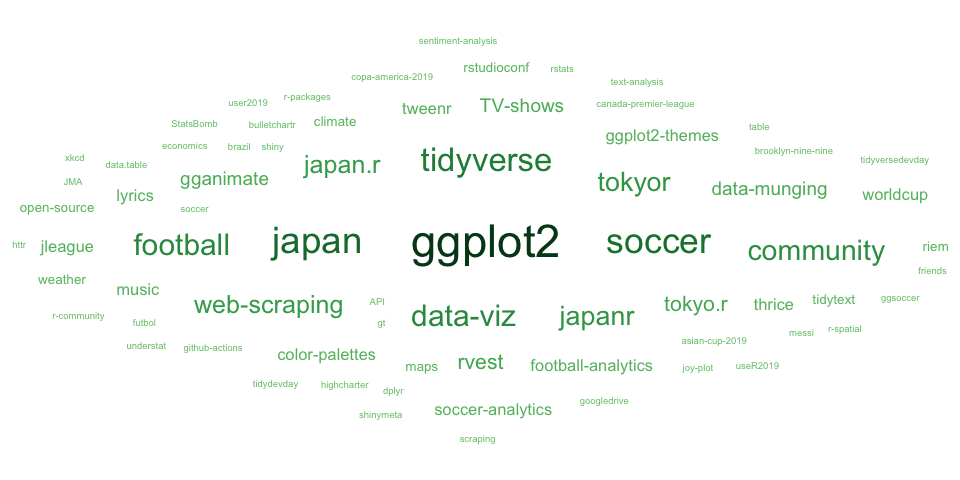 sentiment-analysis
rstudioconf rstats
copa-america-2019 text-analysis
user2019 r-packages tweenr TV-shows canada-premier-league
StatsBomb bulletchartr climate ggplot2-themes table
economics brazil shiny tidyverse brooklyn-nine-nine
xkcd data.table japan.r tidyversedevday
JMA gganimate tokyor data-munging
open-source lyrics soccer worldcup
httr jleague football japan ggplot2 soccer community riem
weather friends
music web-scraping API tokyo.r thrice tidytext ggsoccer
r-community futbol gt data-viz japanr messi r-spatial
understat github-actions color-palettes asian-cup-2019
maps rvest football-analytics joy-plot useR2019
tidydevday highcharter dplyr
shinymeta soccer-analytics googledrive
scraping